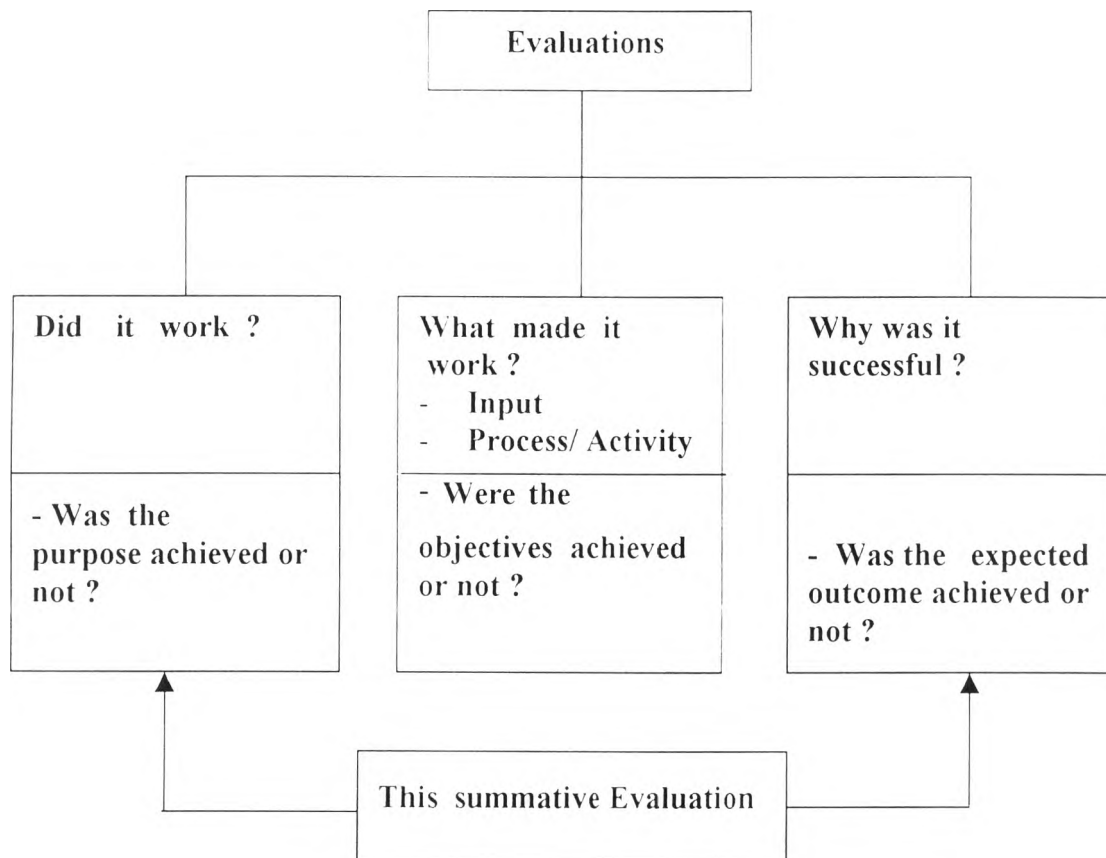 Evaluations
Did it work ?
- Was the
purpose achieved or
not ?
What made it
work ?
- Input
- Process/ Activity
- Were the
objectives achieved
or not ?
Why was it
successful ?
- Was the expected
outcome achieved or
not ?
This summative Evaluation